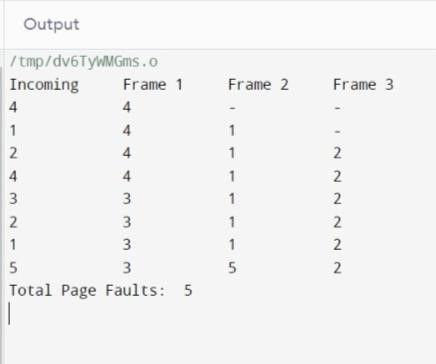 Output
/tmp/dv6TyWMGms.o
Incoming Frame 1 Frame 2 Frame 3
4 4 - -
1 4 1 -
2 4 1 2
4 4 1 2
3 3 1 2
2 3 1 2
1 3 1 2
5 3 5 2
Total Page Faults: 5